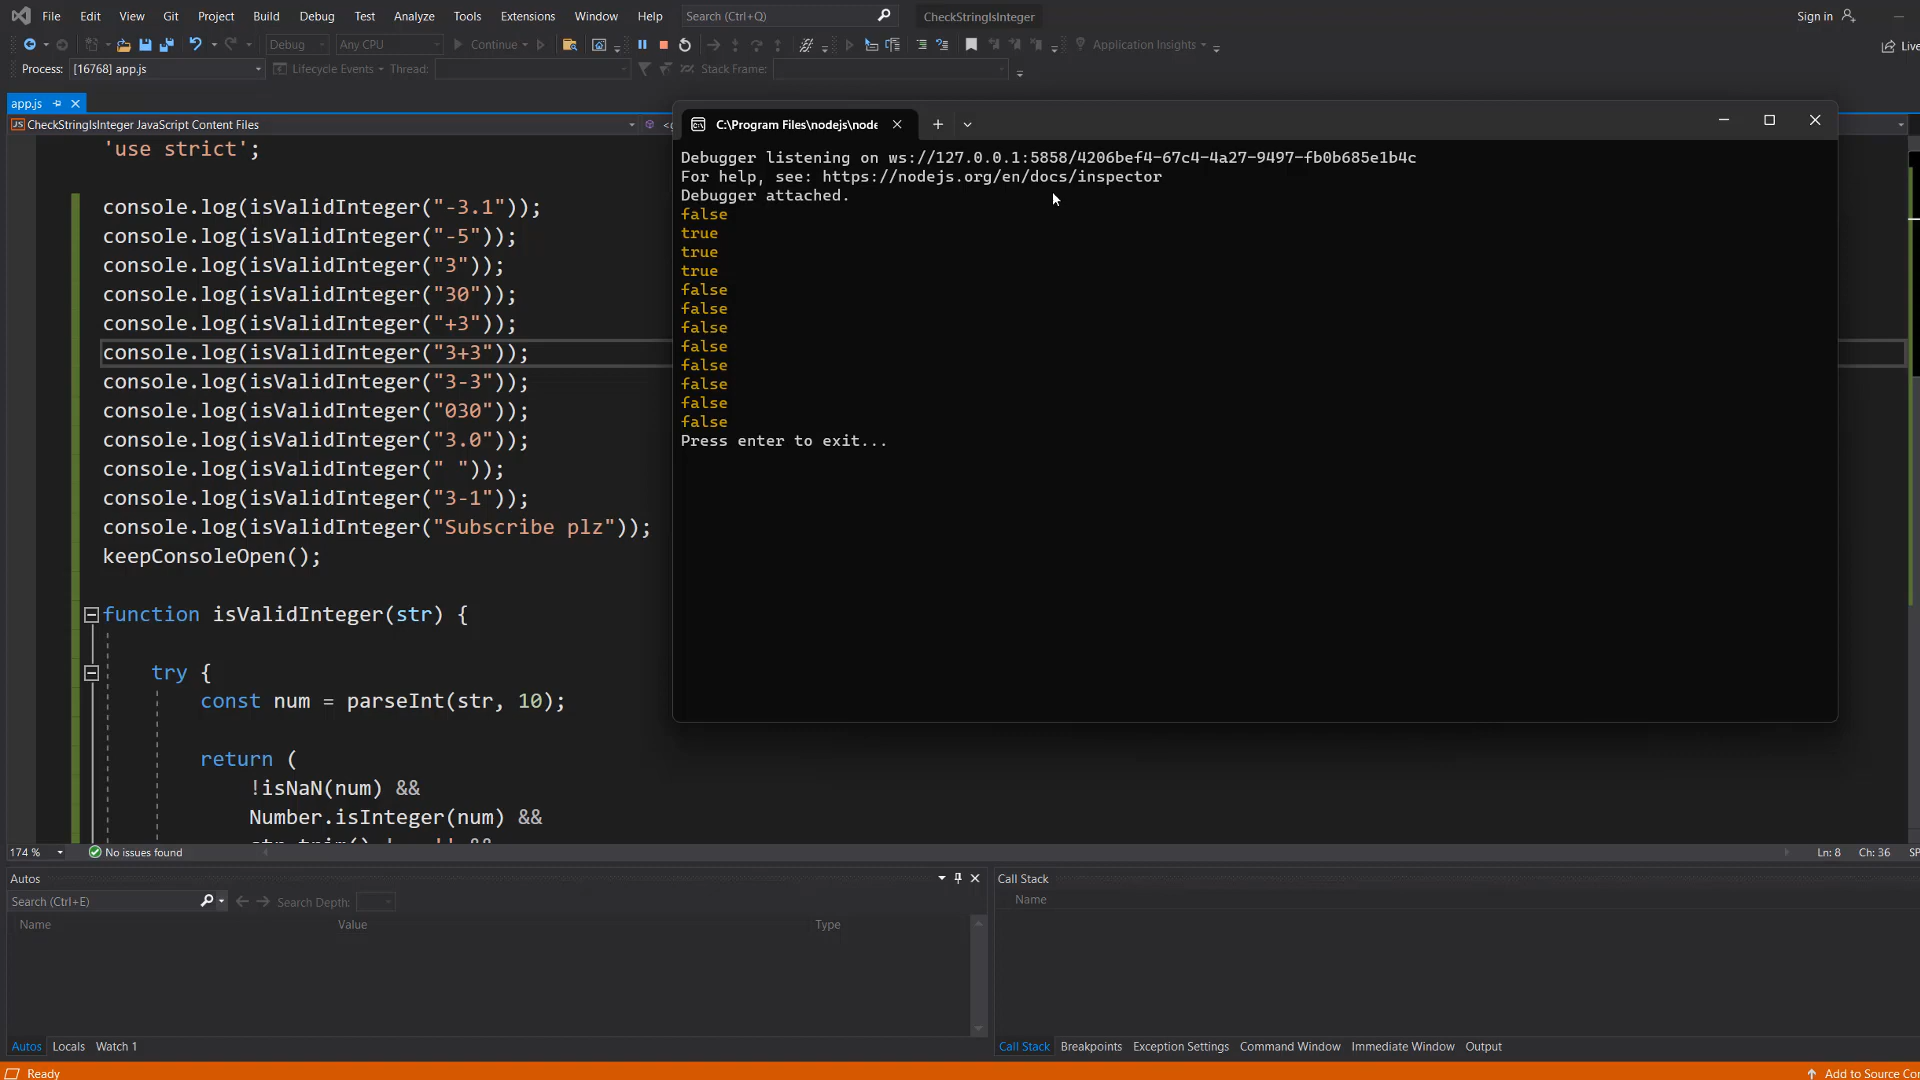 File Edit View Git Project Build Debug Test Analyze Tools Extensions Window Help Search (Ctrl+Q) CheckStringIsInteger Sign in
Debug Any CPU Continue Application Insights Live
Process: [16768] app.js Lifecycle Events Thread: Stack Frame:
app.js
JS CheckStringIsInteger JavaScript Content Files
'use strict';
console.log(isValidInteger("-3.1"));
console.log(isValidInteger("-5"));
console.log(isValidInteger("3"));
console.log(isValidInteger("30"));
console.log(isValidInteger("+3"));
console.log(isValidInteger("3+3"));
console.log(isValidInteger("3-3"));
console.log(isValidInteger("030"));
console.log(isValidInteger("3.0"));
console.log(isValidInteger(" "));
console.log(isValidInteger("3-1"));
console.log(isValidInteger("Subscribe plz"));
keepConsoleOpen();
function isValidInteger(str) {
try {
const num = parseInt(str, 10);
return (
!isNaN(num) &&
Number.isInteger(num) &&
C:\Program Files\nodejs\node
Debugger listening on ws://127.0.0.1:5858/4206bef4-67c4-4a27-9497-fb0b685e1b4c
For help, see: https://nodejs.org/en/docs/inspector
Debugger attached.
false
true
true
true
false
false
false
false
false
false
false
false
Press enter to exit...
174 % No issues found Ln: 8 Ch: 36
Autos
Search (Ctrl+E) Search Depth:
Name Value Type
Autos Locals Watch 1
Call Stack
Name
Call Stack Breakpoints Exception Settings Command Window Immediate Window Output
Ready Add to Source